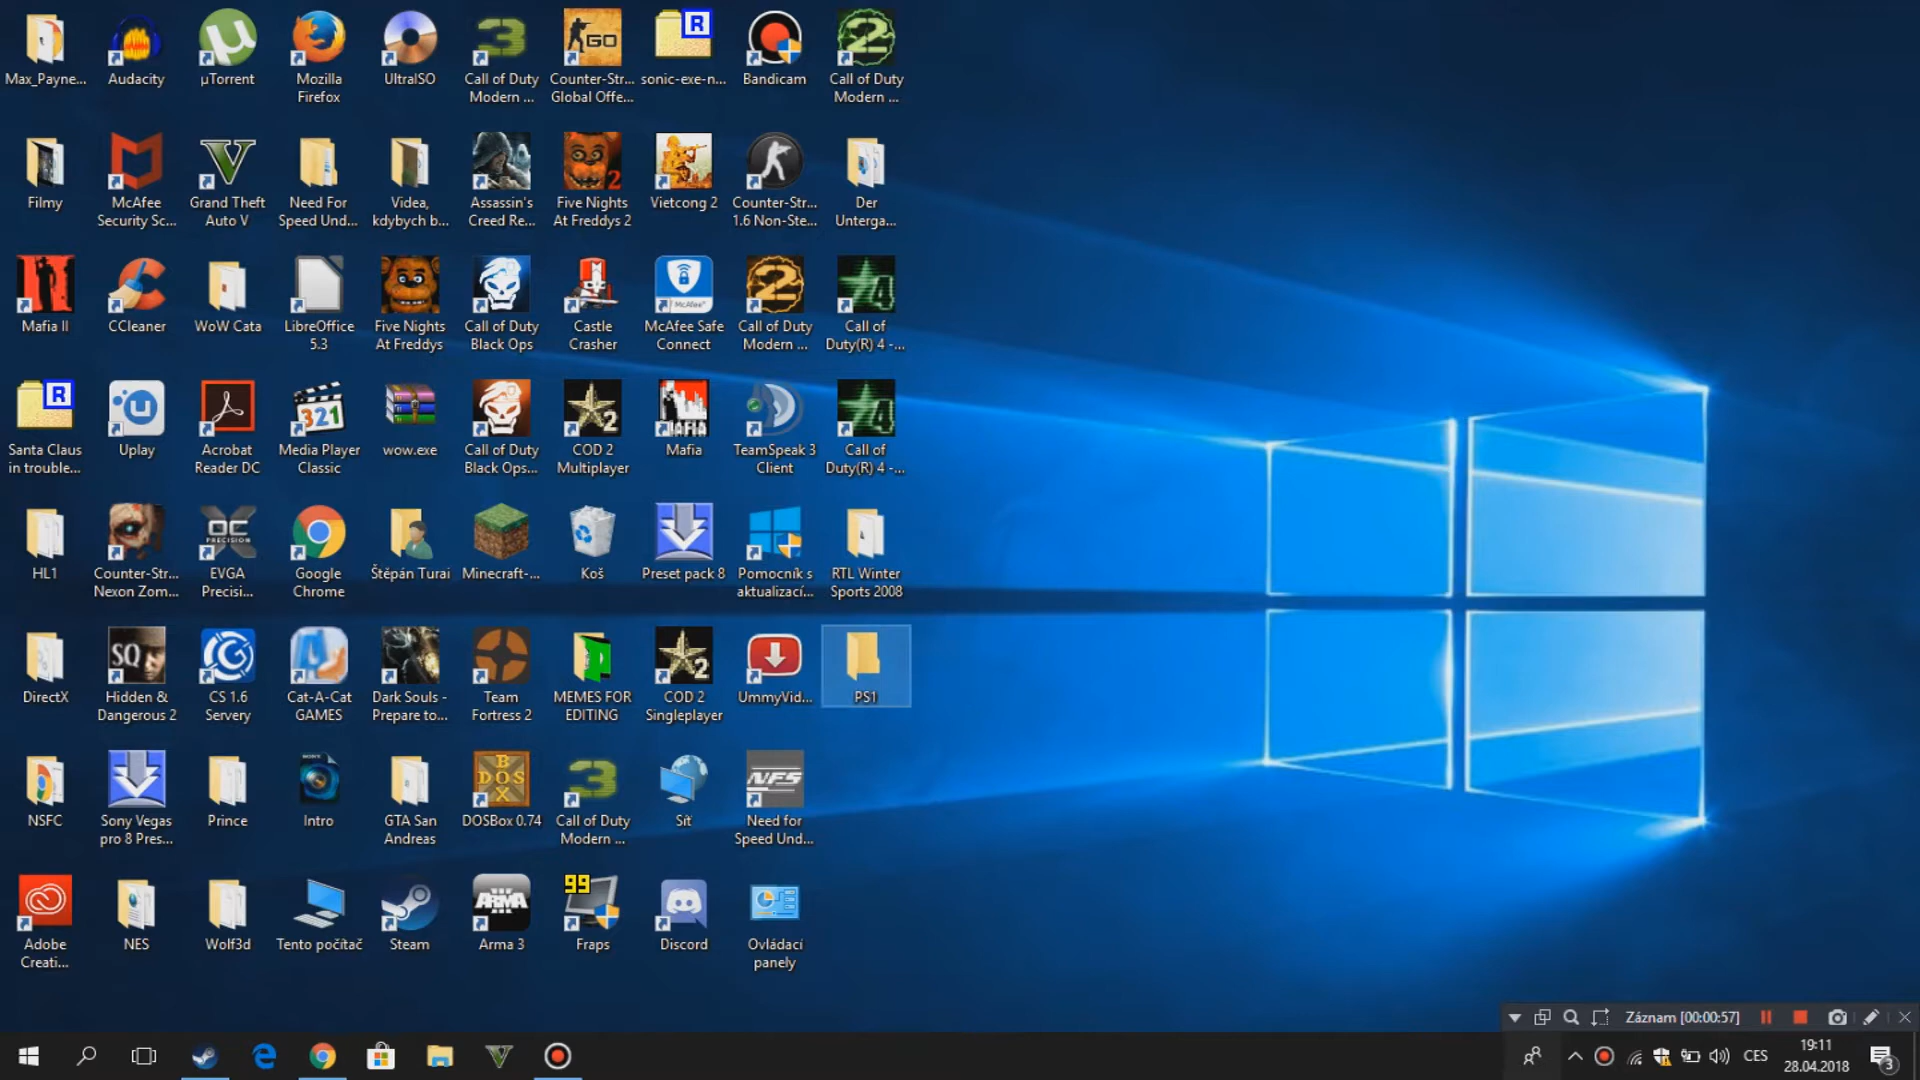 Max_Payne...
Audacity
µTorrent
Mozilla
Firefox
UltraISO
Call of Duty
Modern ...
Counter-Str...
Global Offe...
sonic-exe-n...
Bandicam
Call of Duty
Modern ...
Filmy
McAfee
Security Sc...
Grand Theft
Auto V
Need For
Speed Und...
Videa,
kdybych b...
Assassin's
Creed Re...
Five Nights
At Freddys 2
Vietcong 2
Counter-Str...
1.6 Non-Ste...
Der
Unterga...
Mafia II
CCleaner
WoW Cata
LibreOffice
5.3
Five Nights
At Freddys
Call of Duty
Black Ops
Castle
Crasher
McAfee Safe
Connect
Call of Duty
Modern ...
Call of
Duty(R) 4 -...
Santa Claus
in trouble...
Uplay
Acrobat
Reader DC
Media Player
Classic
wow.exe
Call of Duty
Black Ops...
COD 2
Multiplayer
Mafia
TeamSpeak 3
Client
Call of
Duty(R) 4 -...
HL1
Counter-Str...
Nexon Zom...
EVGA
Precisi...
Google
Chrome
Štěpán Turai
Minecraft-...
Koš
Preset pack 8
Pomocník s
aktualizací...
RTL Winter
Sports 2008
DirectX
Hidden &
Dangerous 2
CS 1.6
Servery
Cat-A-Cat
GAMES
Dark Souls -
Prepare to...
Team
Fortress 2
MEMES FOR
EDITING
COD 2
Singleplayer
UmmyVid...
PS1
NSFC
Sony Vegas
pro 8 Pres...
Prince
Intro
GTA San
Andreas
DOSBox 0.74
Call of Duty
Modern ...
Síť
Need for
Speed Und...
Adobe
Creati...
NES
Wolf3d
Tento počítač
Steam
Arma 3
Fraps
Discord
Ovládací
panely
Záznam [00:00:57]
CES
19:11
28.04.2018
3